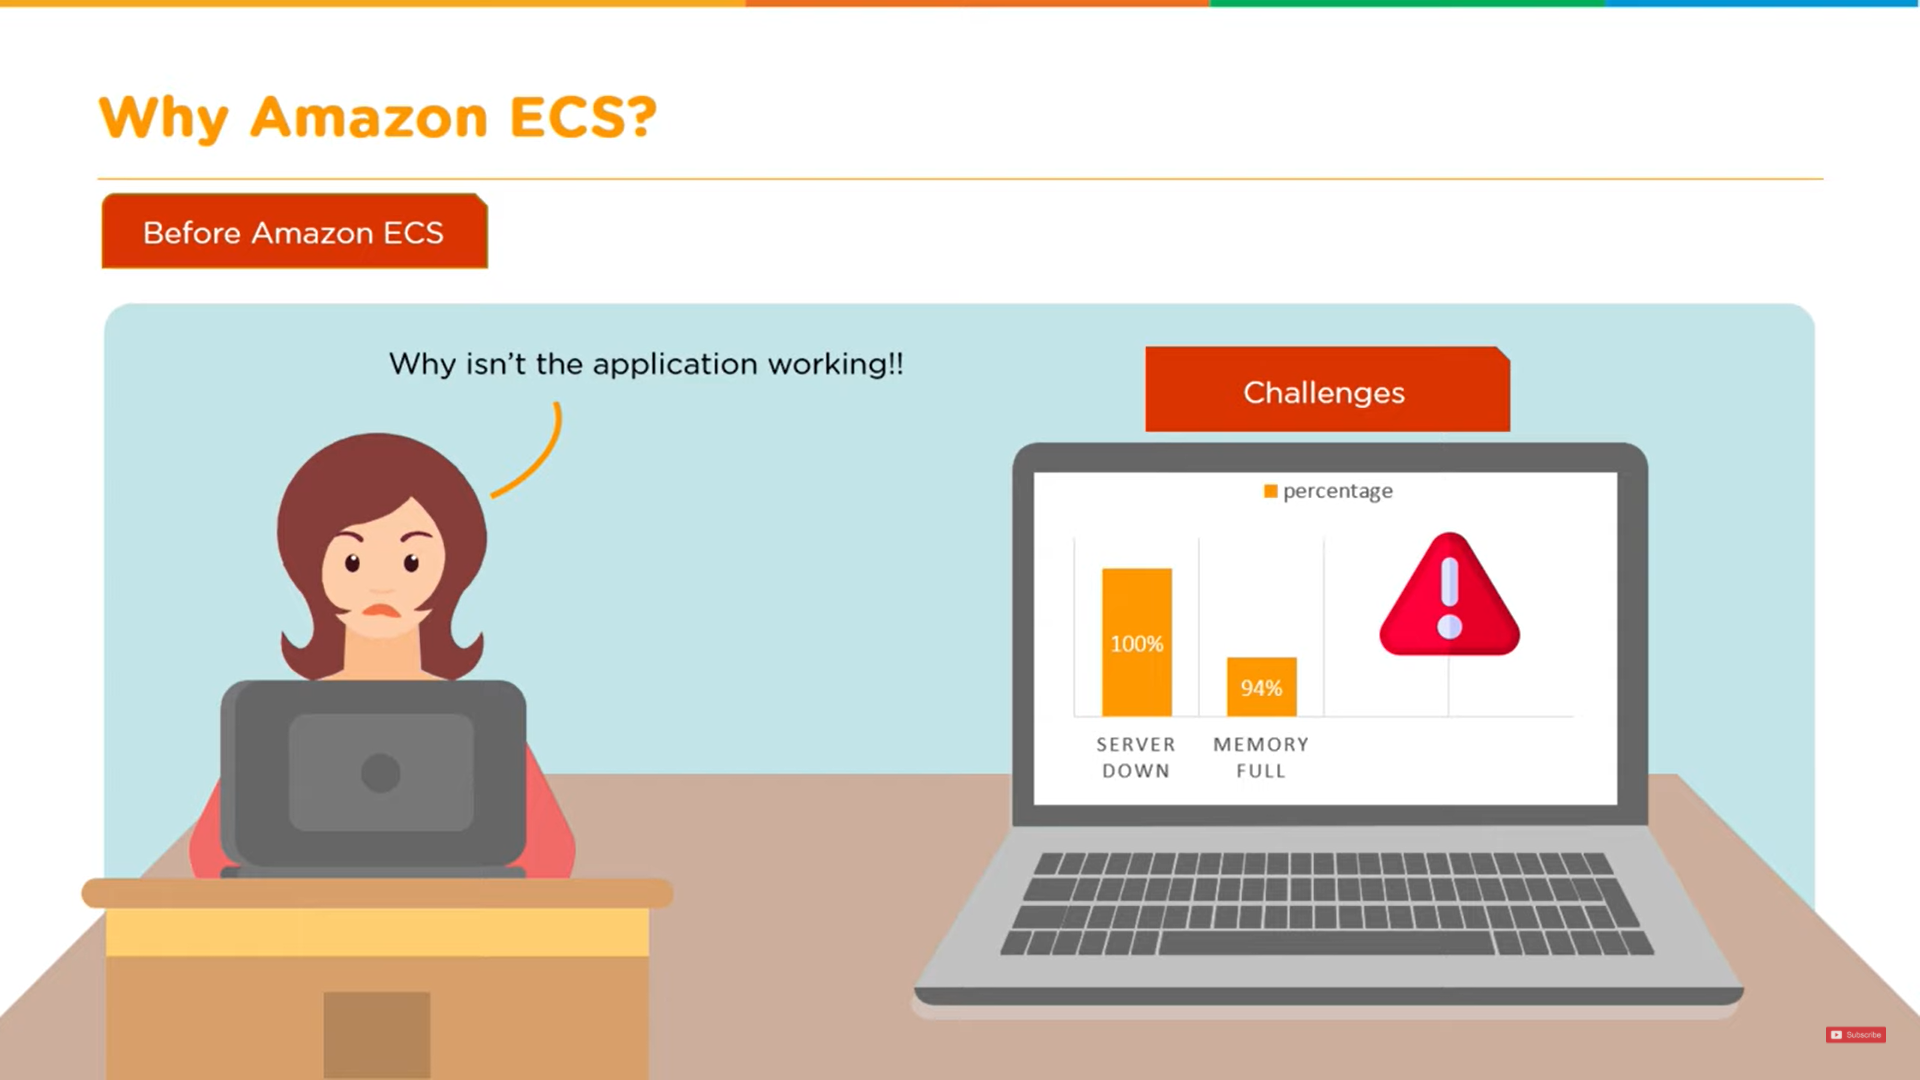 Why Amazon ECS?
Before Amazon ECS
Why isn’t the application working!!
Challenges
percentage
100%
94%
SERVER
DOWN
MEMORY
FULL
Subscribe